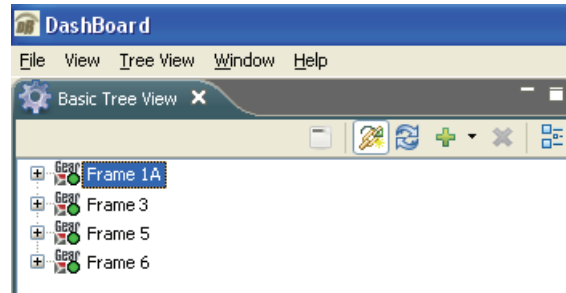 DB DashBoard
File View Tree View Window Help
Basic Tree View
Gear Frame 1A
Gear Frame 3
Gear Frame 5
Gear Frame 6